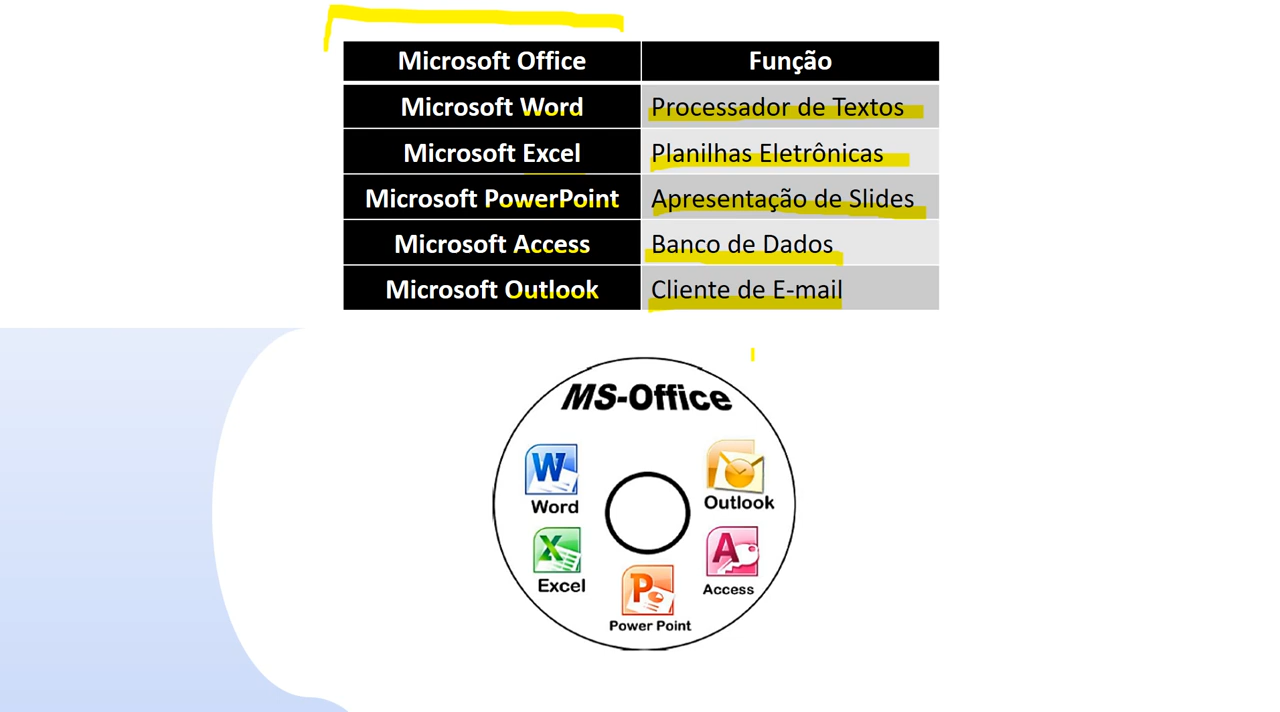 Microsoft Office Função
Microsoft Word Processador de Textos
Microsoft Excel Planilhas Eletrônicas
Microsoft PowerPoint Apresentação de Slides
Microsoft Access Banco de Dados
Microsoft Outlook Cliente de E-mail
MS-Office
Word
Outlook
Excel
Access
Power Point